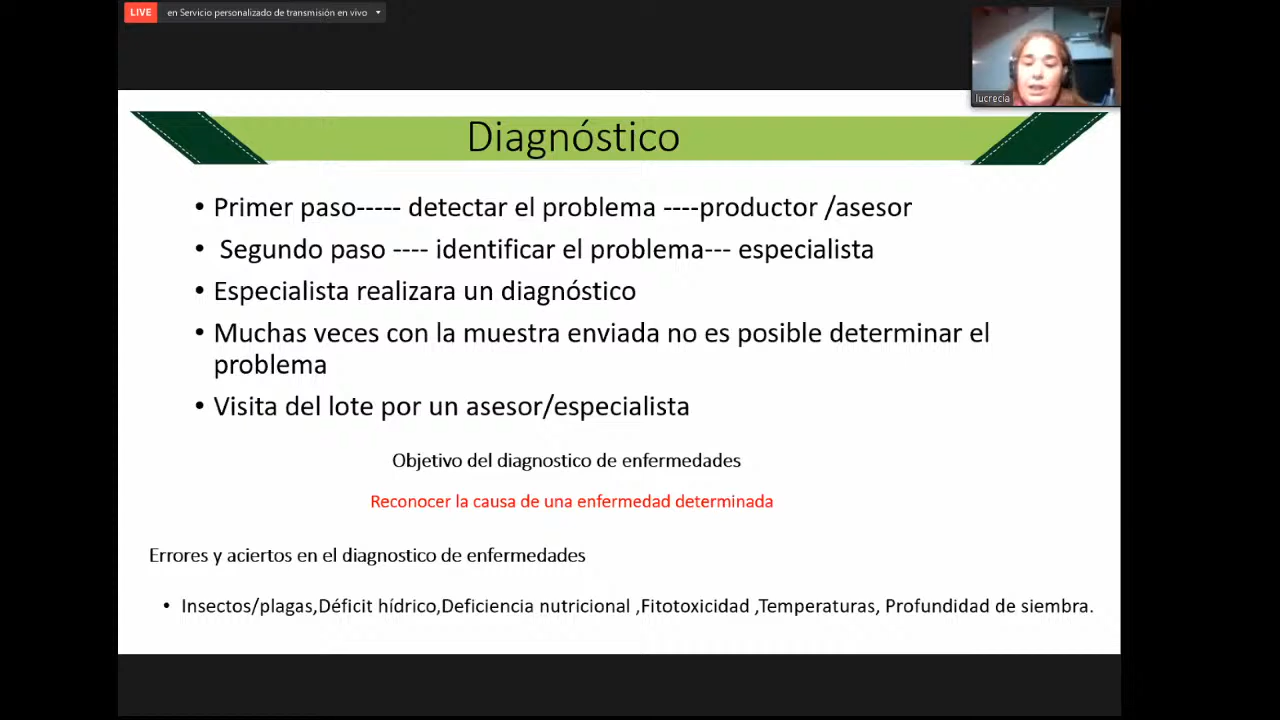 LIVE en Servicio personalizado de transmisión en vivo
lucrecia
Diagnóstico
• Primer paso----- detectar el problema ----productor /asesor
• Segundo paso ---- identificar el problema--- especialista
• Especialista realizara un diagnóstico
• Muchas veces con la muestra enviada no es posible determinar el
problema
• Visita del lote por un asesor/especialista
Objetivo del diagnostico de enfermedades
Reconocer la causa de una enfermedad determinada
Errores y aciertos en el diagnostico de enfermedades
• Insectos/plagas,Déficit hídrico,Deficiencia nutricional ,Fitotoxicidad ,Temperaturas, Profundidad de siembra.